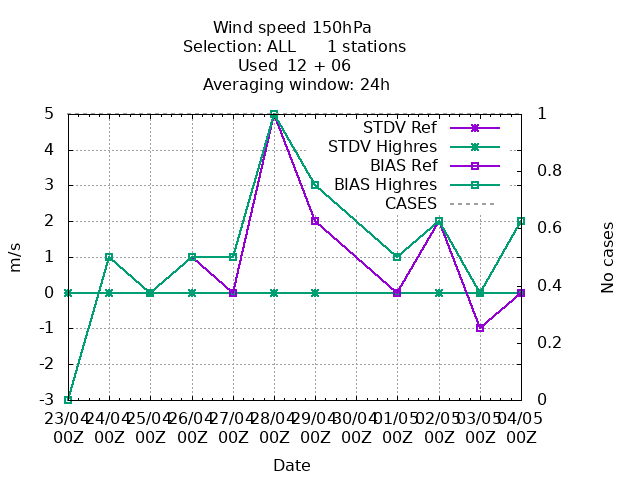 Wind speed 150hPa
Selection: ALL 1 stations
Used 12 + 06
Averaging window: 24h
STDV Ref
STDV Highres
BIAS Ref
BIAS Highres
CASES
5
4
3
2
1
0
-1
-2
-3
m/s
1
0.8
0.6
0.4
0.2
0
No cases
23/04 24/04 25/04 26/04 27/04 28/04 29/04 30/04 01/05 02/05 03/05 04/05
00Z 00Z 00Z 00Z 00Z 00Z 00Z 00Z 00Z 00Z 00Z 00Z
Date